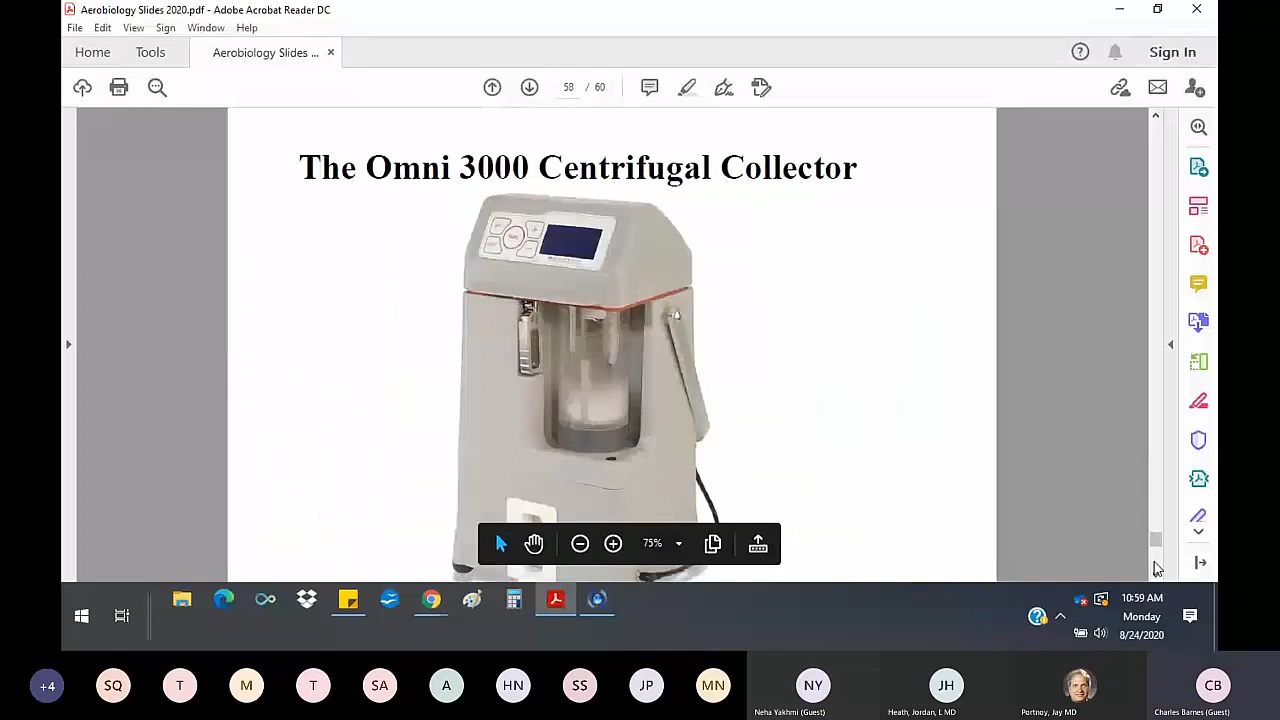 Aerobiology Slides 2020.pdf - Adobe Acrobat Reader DC
File Edit View Sign Window Help
Home Tools Aerobiology Slides ... × Sign In
58 / 60
The Omni 3000 Centrifugal Collector
75%
10:59 AM
Monday
8/24/2020
+4 SQ T M T SA A HN SS JP MN NY JH CB
Neha Yakhmi (Guest) Heath, Jordan, L MD Portnoy, Jay MD Charles Barnes (Guest)